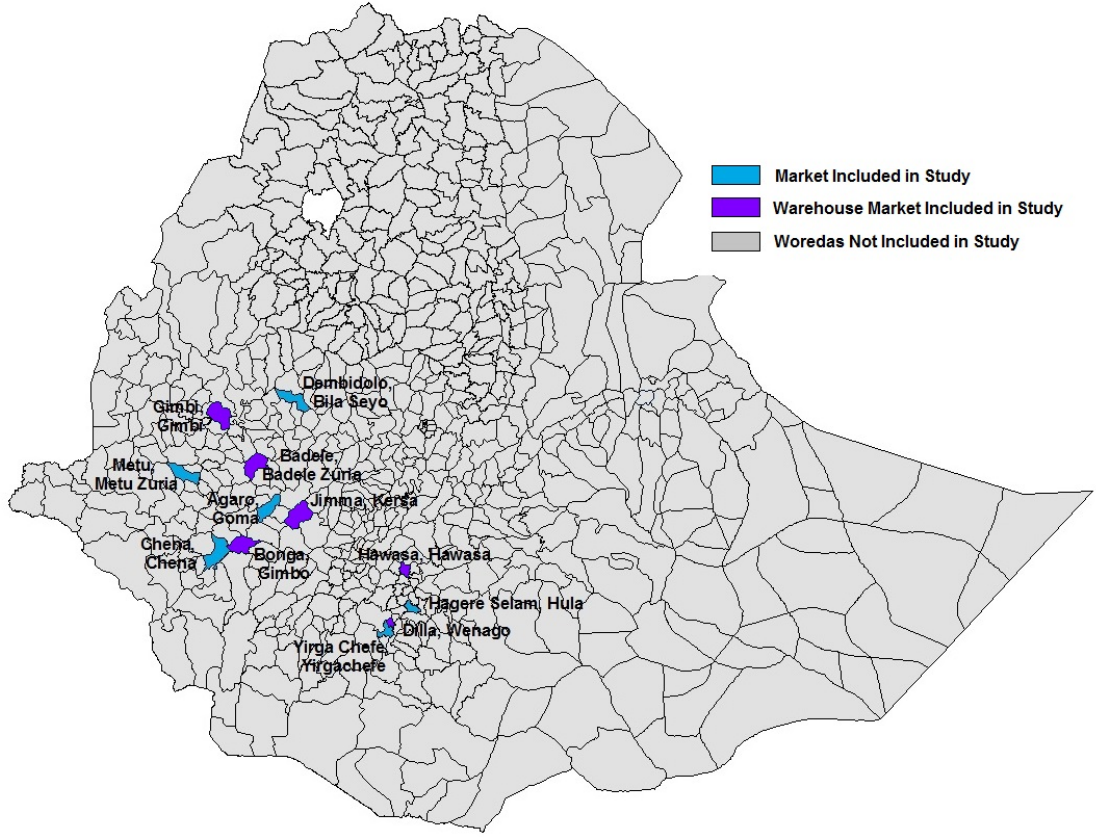 Market Included in Study
Warehouse Market Included in Study
Woredas Not Included in Study
Dembidolo,
Bila Seyo
Gimbi,
Gimbi
Badele,
Badele Zuria
Metu,
Metu Zuria
Agaro,
Goma
Jimma, Kersa
Chena,
Chena
Bonga,
Gimbo
Hawasa, Hawasa
Hagere Selam, Hula
Dilla, Wenago
Yirga Chefe,
Yirgachefe